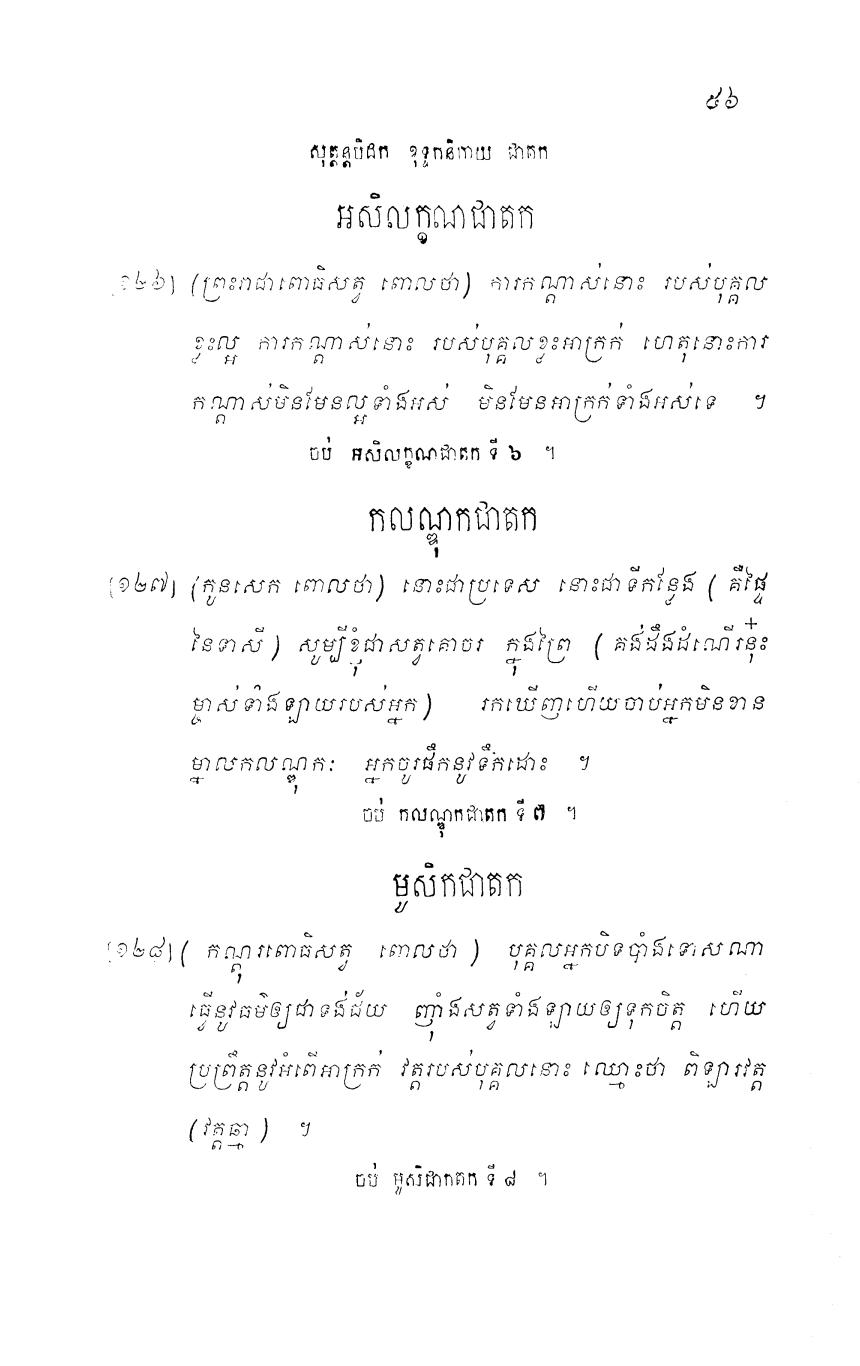 ៥៦
សុត្តន្តបិដក ខុទ្ទកនិកាយ ជាតក
អសិលក្ខណជាតក
[១២៦] (ព្រះរាជាពោធិសត្វ ពោលថា) ការកណ្តាស់នោះ របស់បុគ្គល
ខ្វះល្អ ការកណ្តាស់នោះ របស់បុគ្គលខ្វះអាក្រក់ ហេតុនោះការ
កណ្តាស់មិនមែនល្អទាំងអស់ មិនមែនអាក្រក់ទាំងអស់ទេ ។
ចប់ អសិលក្ខណជាតក ទី ៦ ។
កលណ្ឌុកជាតក
[១២៧] (កូនសេក ពោលថា) នោះជាប្រទេស នោះជាទីកន្លែង ( គឺផ្ទៃ
នៃទាសី ) សូម្បីខ្ញុំជាសត្វគោចរ ក្នុងព្រៃ ( គង់ដឹងដំណើរនុ៎ះ
ម្ចាស់ទាំងឡាយរបស់អ្នក ) រកឃើញហើយចាប់អ្នកមិនខាន
ម្នាលកលណ្ឌុកៈ អ្នកចូរផឹកនូវទឹកដោះ ។
ចប់ កលណ្ឌុកជាតក ទី ៧ ។
មូសិកជាតក
[១២៨] ( កណ្តុរពោធិសត្វ ពោលថា ) បុគ្គលអ្នកបិទបាំងទោសណា
ធ្វើនូវធម៌ឲ្យជាទង់ជ័យ ញ៉ាំងសត្វទាំងឡាយឲ្យទុកចិត្ត ហើយ
ប្រព្រឹត្តនូវអំពើអាក្រក់ វត្តរបស់បុគ្គលនោះ ឈ្មោះថា ពិឡារវត្ត
(វត្តឆ្មា ) ។
ចប់ មូសិជាកតក ទី ៨ ។